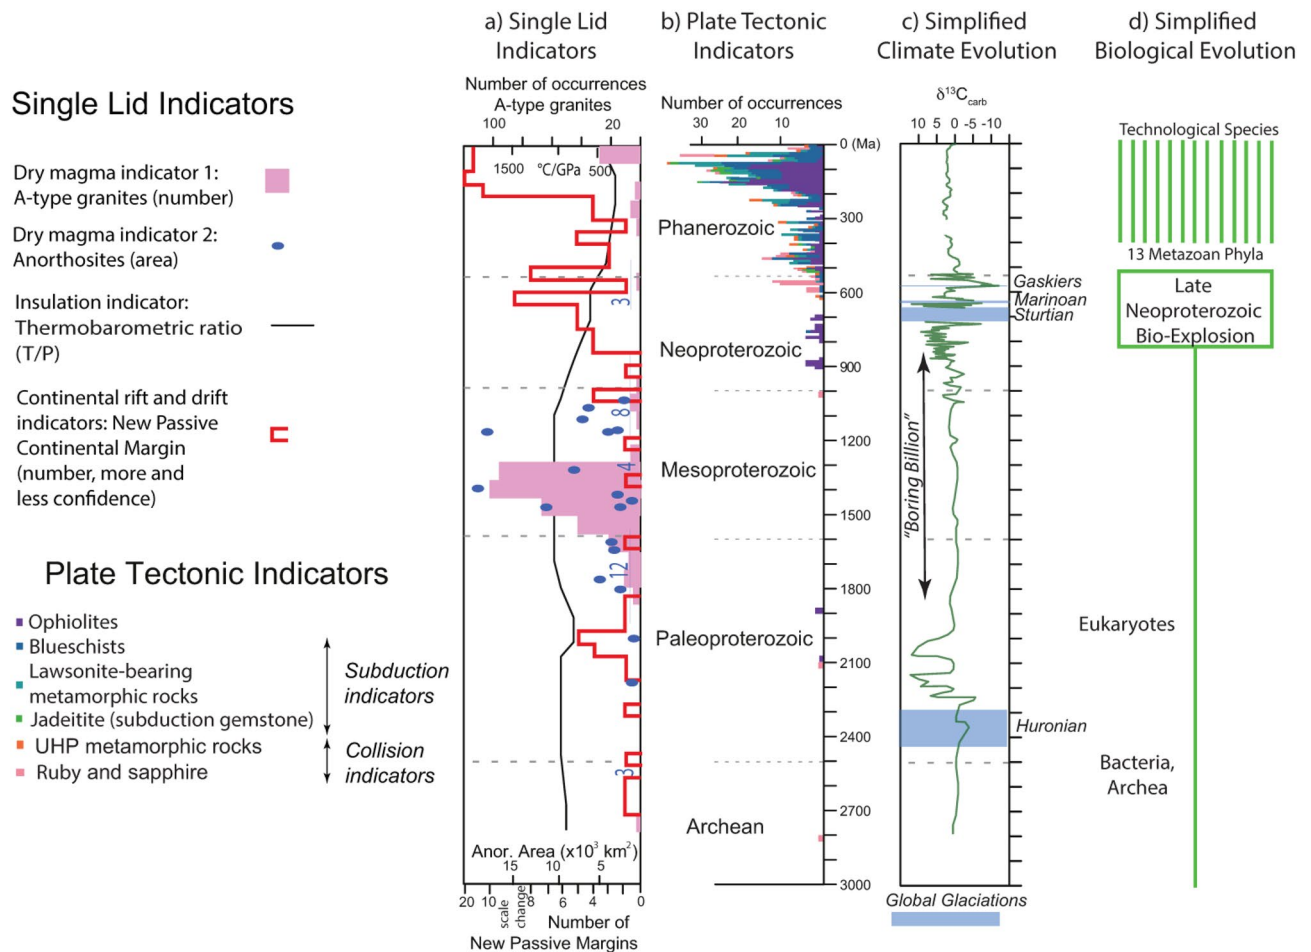 a) Single Lid
Indicators
b) Plate Tectonic
Indicators
c) Simplified
Climate Evolution
d) Simplified
Biological Evolution
Single Lid Indicators
Dry magma indicator 1:
A-type granites (number)
Dry magma indicator 2:
Anorthosites (area)
Insulation indicator:
Thermobarometric ratio
(T/P)
Continental rift and drift
indicators: New Passive
Continental Margin
(number, more and
less confidence)
Plate Tectonic Indicators
Ophiolites
Blueschists
Lawsonite-bearing
metamorphic rocks
Jadeitite (subduction gemstone)
UHP metamorphic rocks
Ruby and sapphire
Subduction
indicators
Collision
indicators
Number of occurrences
A-type granites
100 20
1500 °C/GPa 500
3
8
4
12
3
Anor. Area (x10³ km²)
15 10 5
20 10 8 6 4 2 0
scale
change
Number of
New Passive Margins
Number of occurrences
30 20 10
0 (Ma)
300
600
900
1200
1500
1800
2100
2400
2700
3000
Phanerozoic
Neoproterozoic
Mesoproterozoic
Paleoproterozoic
Archean
δ¹³C carb
10 5 0 -5 -10
Gaskiers
Marinoan
Sturtian
"Boring Billion"
Huronian
Global Glaciations
Technological Species
13 Metazoan Phyla
Late
Neoproterozoic
Bio-Explosion
Eukaryotes
Bacteria,
Archea